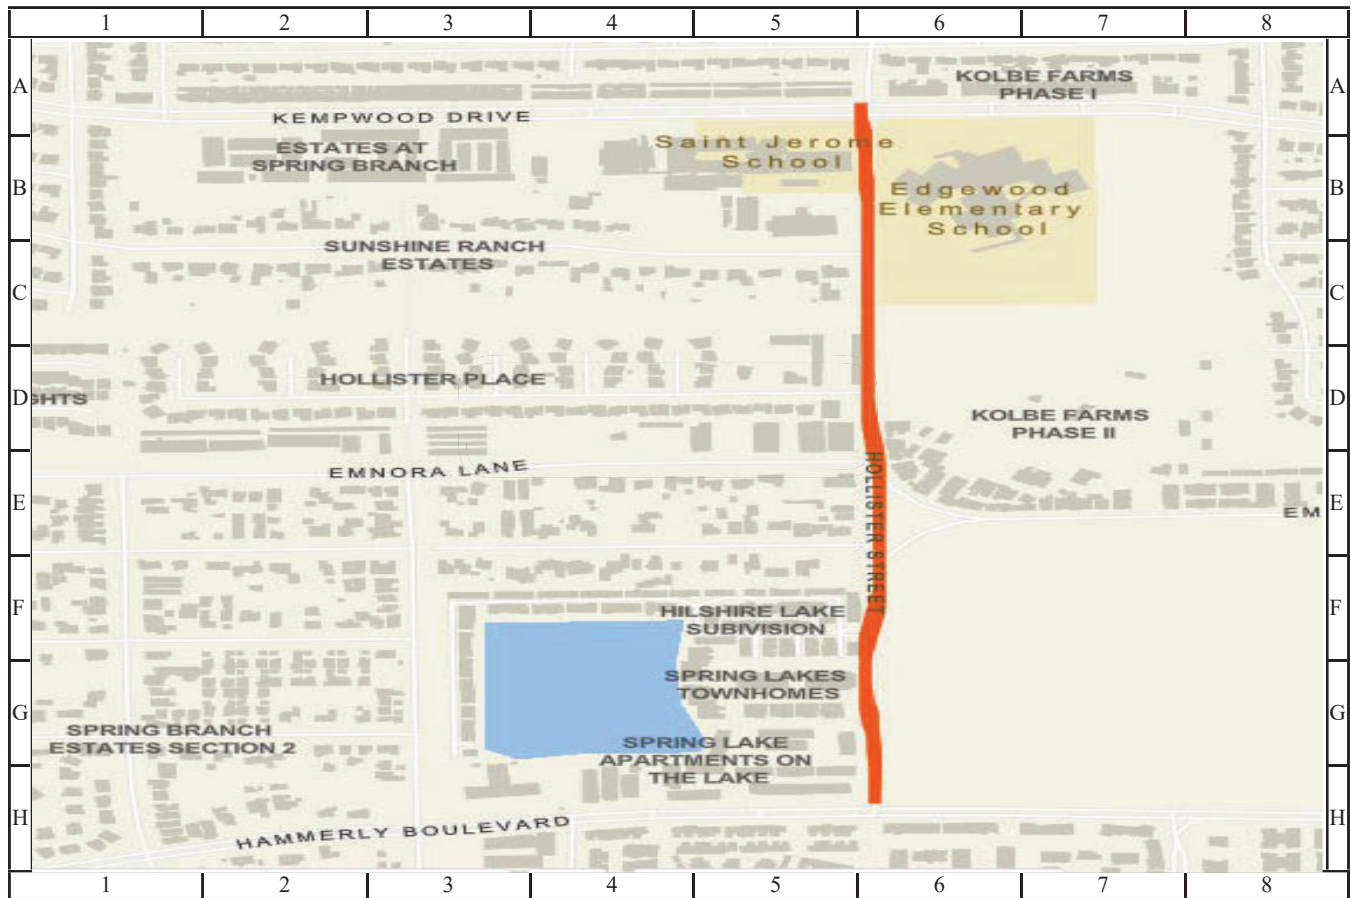 1 2 3 4 5 6 7 8
A A
KOLBE FARMS
PHASE I
KEMPWOOD DRIVE
ESTATES AT
SPRING BRANCH
Saint Jerome
School
B B
Edgewood
Elementary
School
SUNSHINE RANCH
ESTATES
C C
HOLLISTER PLACE
D D
GHTS
KOLBE FARMS
PHASE II
EMNORA LANE
HOLLISTER STREET
E E
EM
F F
HILSHIRE LAKE
SUBIVISION
SPRING LAKES
TOWNHOMES
G G
SPRING BRANCH
ESTATES SECTION 2
SPRING LAKE
APARTMENTS ON
THE LAKE
H H
HAMMERLY BOULEVARD
1 2 3 4 5 6 7 8